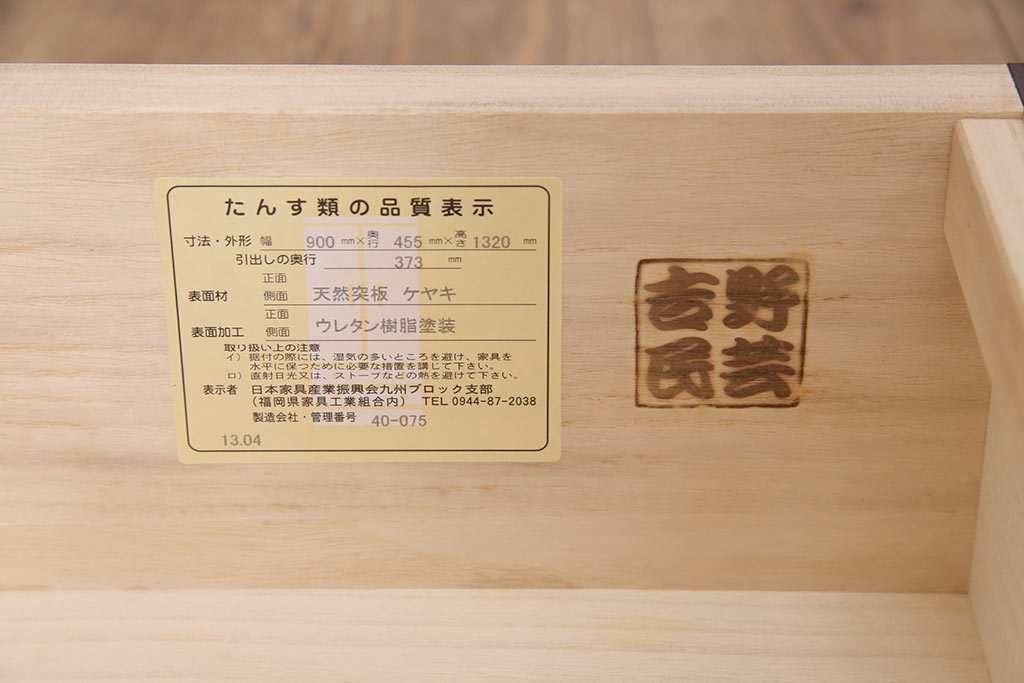 たんす類の品質表示
寸法・外形 幅 900 mm×奥行 455 mm×高さ 1320 mm
引出しの奥行 373 mm
正面
表面材 側面 天然突板 ケヤキ
正面
表面加工 側面 ウレタン樹脂塗装
取り扱い上の注意
イ）据付の際には、湿気の多いところを避け、家具を
水平に保つために必要な措置を講じて下さい。
ロ）直射日光又は、ストーブなどの熱を避けて下さい。
表示者 日本家具産業振興会九州ブロック支部
（福岡県家具工業組合内） TEL 0944-87-2038
製造会社・管理番号 40-075
13.04
吉野
民芸